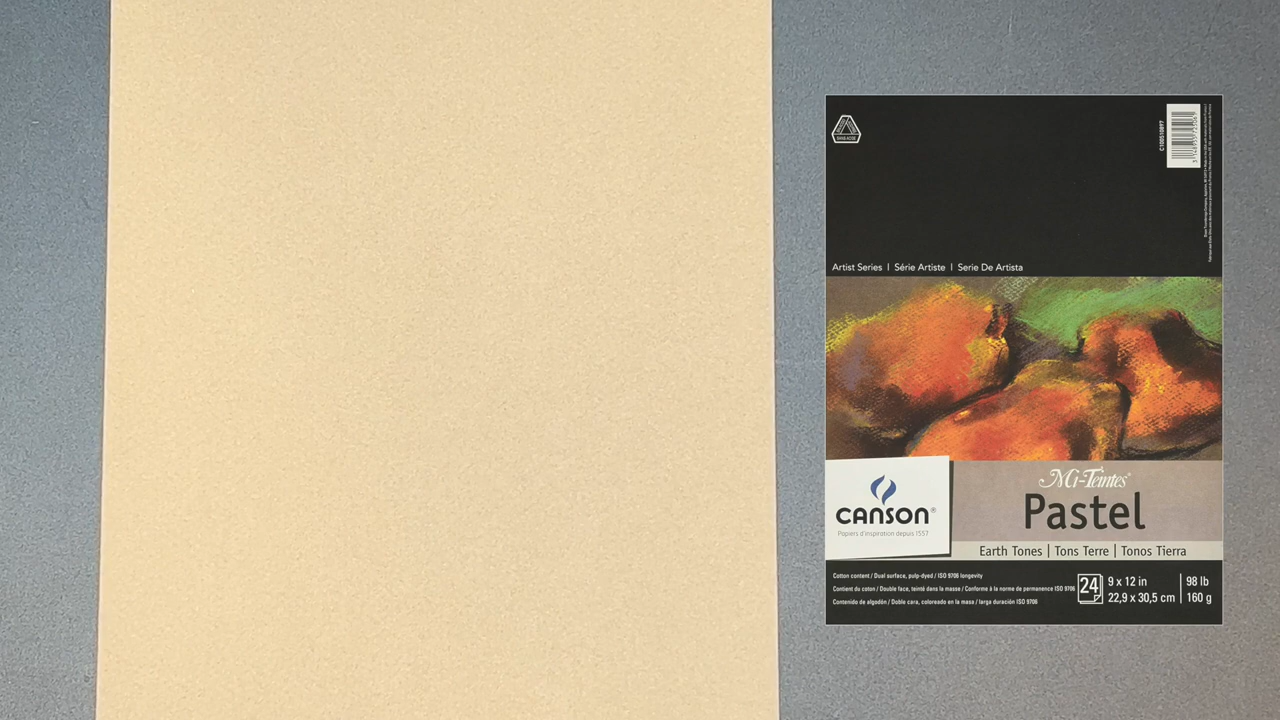 C100510897
Artist Series | Série Artiste | Serie De Artista
Mi-Teintes®
Pastel
CANSON®
Papiers d'inspiration depuis 1557
Earth Tones | Tons Terre | Tonos Tierra
Cotton content / Dual surface, pulp-dyed / ISO 9706 longevity
Contient du coton / Double face, teinté dans la masse / Conforme à la norme de permanence ISO 9706
Contenido de algodón / Doble cara, coloreado en la masa / larga duración ISO 9706
24
9 x 12 in
22,9 x 30,5 cm
98 lb
160 g